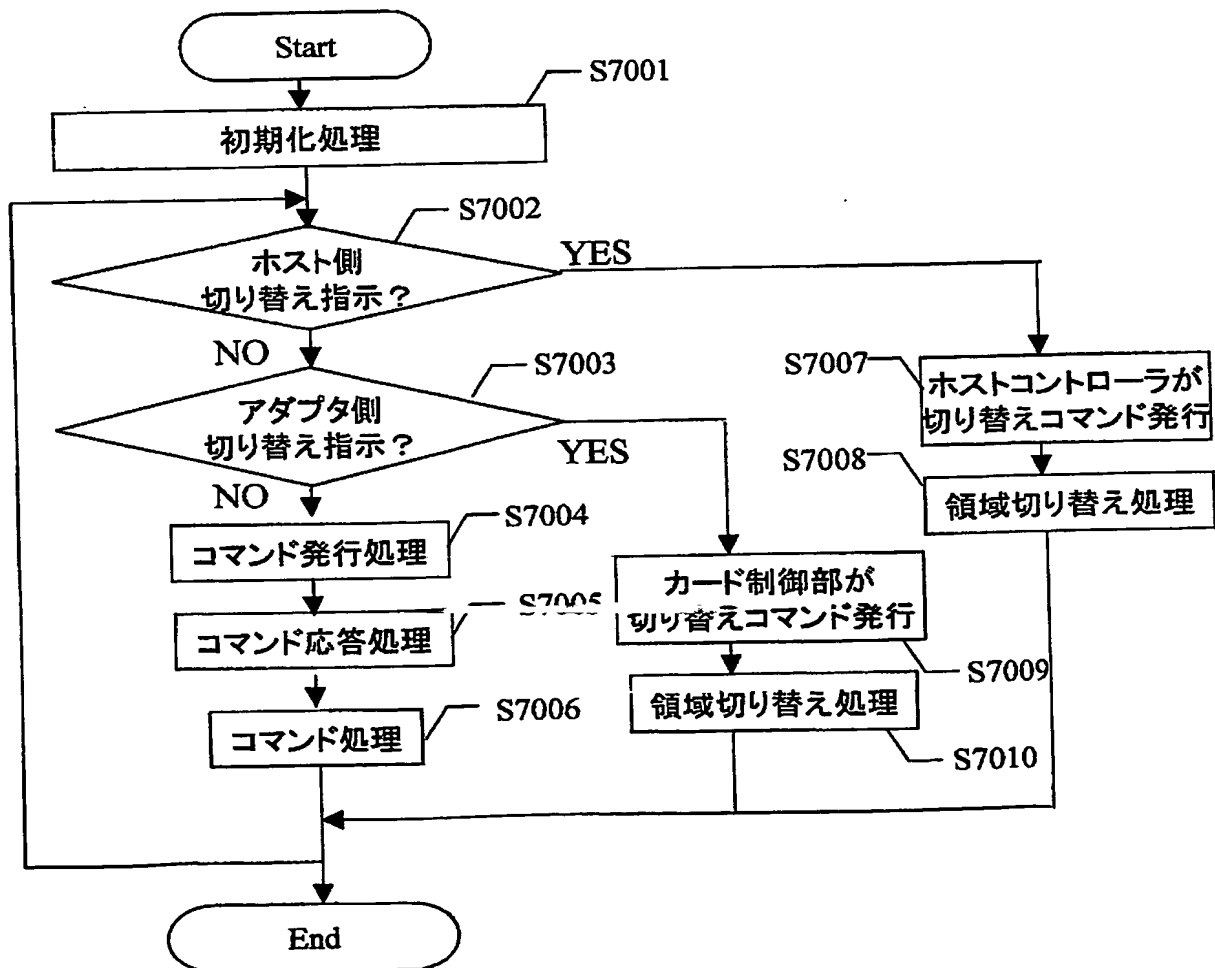 Start
S7001
初期化処理
S7002
ホスト側
切り替え指示？
YES
NO
S7003
アダプタ側
切り替え指示？
YES
NO
S7007
ホストコントローラが
切り替えコマンド発行
S7008
領域切り替え処理
S7004
コマンド発行処理
S7005
コマンド応答処理
カード制御部が
切り替えコマンド発行
S7009
S7006
コマンド処理
領域切り替え処理
S7010
End